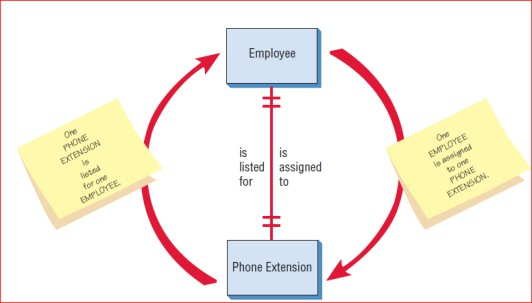 Employee
One
PHONE
EXTENSION
is
listed
for one
EMPLOYEE.
is
listed
for
is
assigned
to
One
EMPLOYEE
is assigned
to one
PHONE
EXTENSION.
Phone Extension